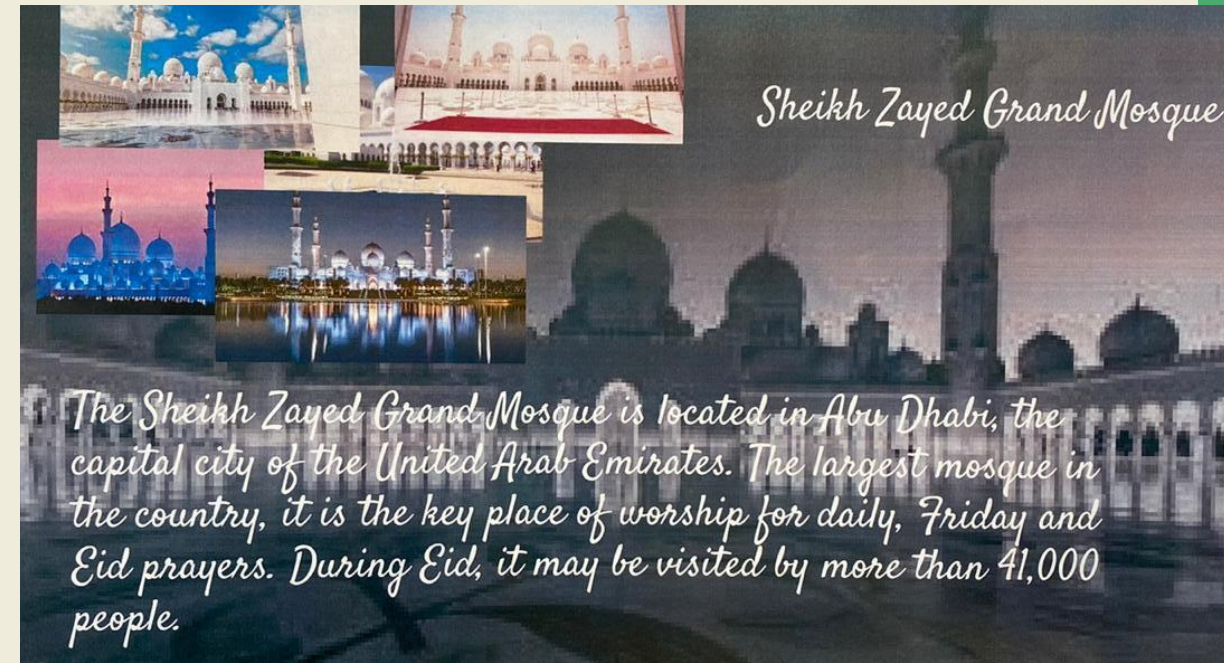 Sheikh Zayed Grand Mosque
The Sheikh Zayed Grand Mosque is located in Abu Dhabi, the
capital city of the United Arab Emirates. The largest mosque in
the country, it is the key place of worship for daily, Friday and
Eid prayers. During Eid, it may be visited by more than 41,000
people.